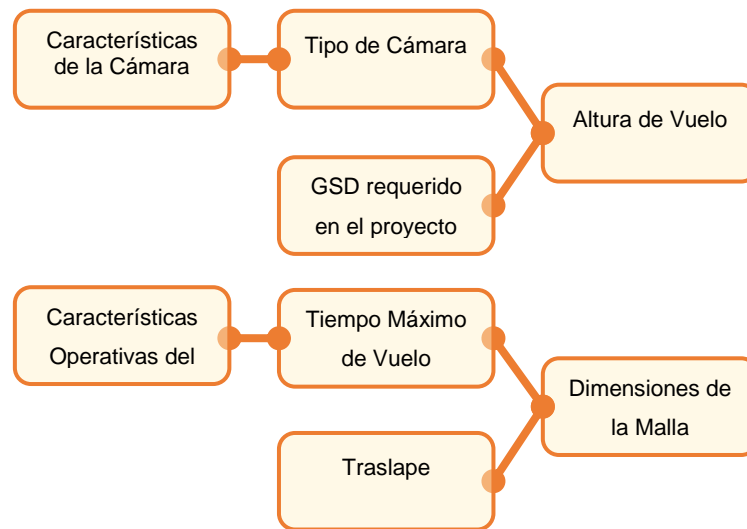 Características
de la Cámara
Tipo de Cámara
Altura de Vuelo
GSD requerido
en el proyecto
Características
Operativas del
Tiempo Máximo
de Vuelo
Dimensiones de
la Malla
Traslape